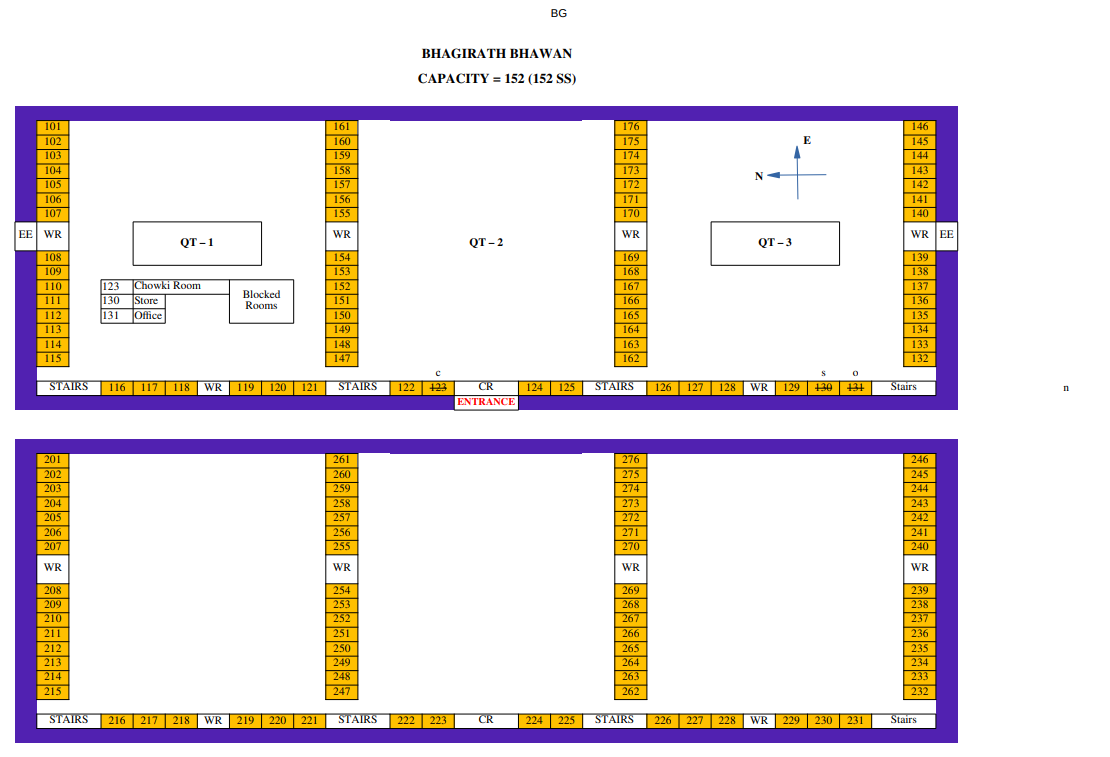 BG
BHAGIRATH BHAWAN
CAPACITY = 152 (152 SS)
101 161 176 146
102 160 175 E 145
103 159 174 144
104 158 173 N 143
105 157 172 142
106 156 171 141
107 155 170 140
EE WR QT – 1 WR QT – 2 WR QT – 3 WR EE
108 154 169 139
109 153 168 138
110 123 Chowki Room Blocked Rooms 152 167 137
111 130 Store 151 166 136
112 131 Office 150 165 135
113 149 164 134
114 148 163 133
115 147 162 132
c s o
STAIRS 116 117 118 WR 119 120 121 STAIRS 122 123 CR 124 125 STAIRS 126 127 128 WR 129 130 131 Stairs n
ENTRANCE
201 261 276 246
202 260 275 245
203 259 274 244
204 258 273 243
205 257 272 242
206 256 271 241
207 255 270 240
WR WR WR WR
208 254 269 239
209 253 268 238
210 252 267 237
211 251 266 236
212 250 265 235
213 249 264 234
214 248 263 233
215 247 262 232
STAIRS 216 217 218 WR 219 220 221 STAIRS 222 223 CR 224 225 STAIRS 226 227 228 WR 229 230 231 Stairs